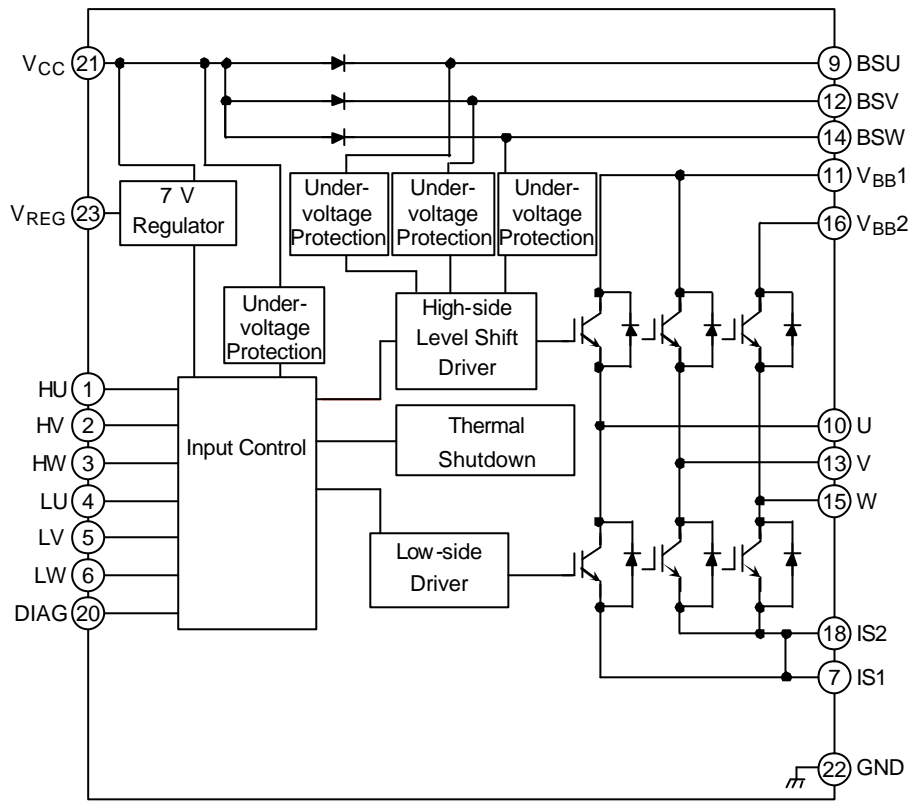 VCC 21
9 BSU
12 BSV
14 BSW
11 VBB1
16 VBB2
VREG 23
7 V
Regulator
Under-
voltage
Protection
Under-
voltage
Protection
Under-
voltage
Protection
Under-
voltage
Protection
High-side
Level Shift
Driver
HU 1
HV 2
HW 3
LU 4
LV 5
LW 6
DIAG 20
Input Control
Thermal
Shutdown
Low-side
Driver
10 U
13 V
15 W
18 IS2
7 IS1
22 GND